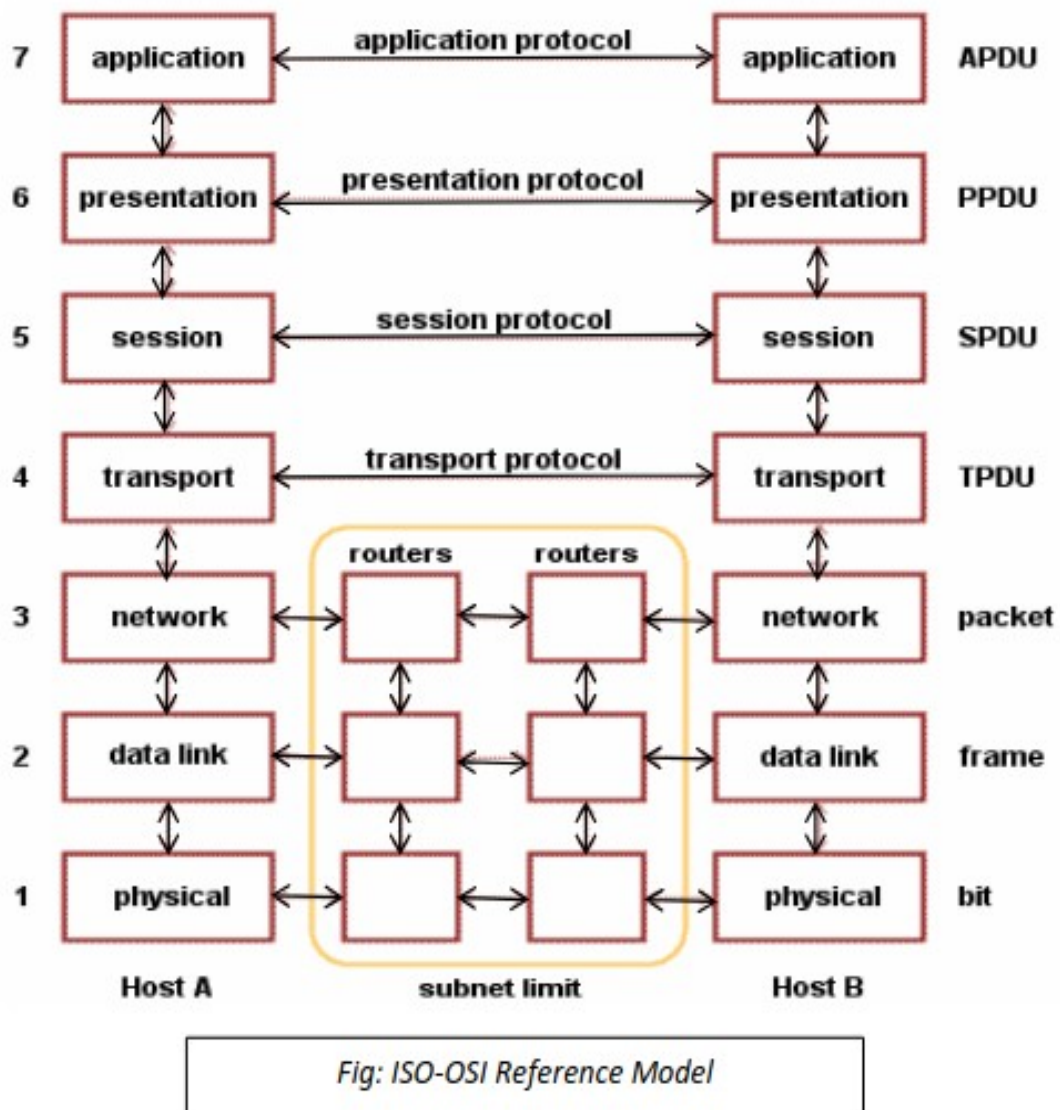 7 application application protocol application APDU
6 presentation presentation protocol presentation PPDU
5 session session protocol session SPDU
4 transport transport protocol transport TPDU
routers routers
3 network network packet
2 data link data link frame
1 physical physical bit
Host A subnet limit Host B
Fig: ISO-OSI Reference Model